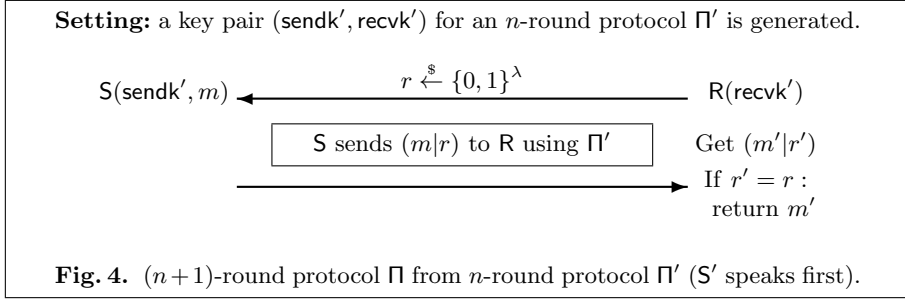 Setting: a key pair (sendk′, recvk′) for an n-round protocol Π′ is generated.
r ←$ {0, 1}^λ
S(sendk′, m) R(recvk′)
S sends (m|r) to R using Π′ Get (m′|r′)
If r′ = r :
return m′
Fig. 4. (n + 1)-round protocol Π from n-round protocol Π′ (S′ speaks first).